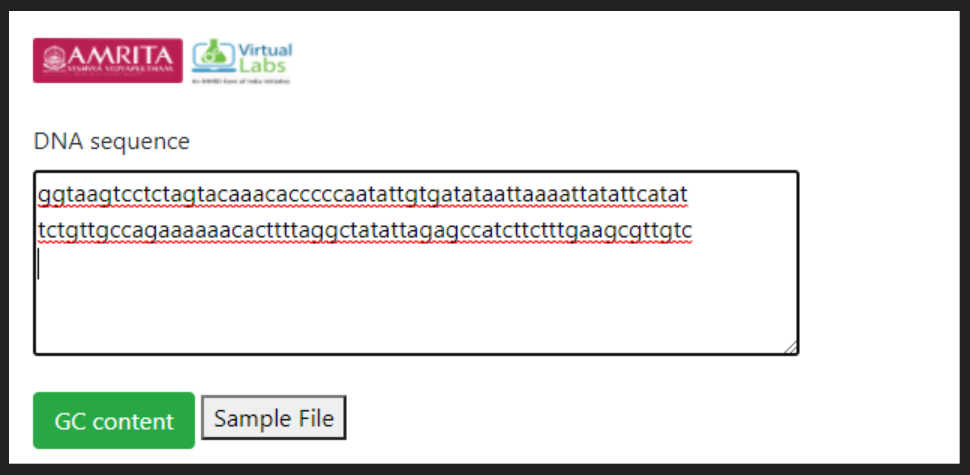 AMRITA
VISHWA VIDYAPEETHAM
Virtual
Labs
An MHRD Govt of India Initiative
DNA sequence
ggtaagtcctctagtacaaacacccccaatattgtgatataattaaaattatattcatat
tctgttgccagaaaaaacacttttaggctatattagagccatcttctttgaagcgttgtc
GC content
Sample File